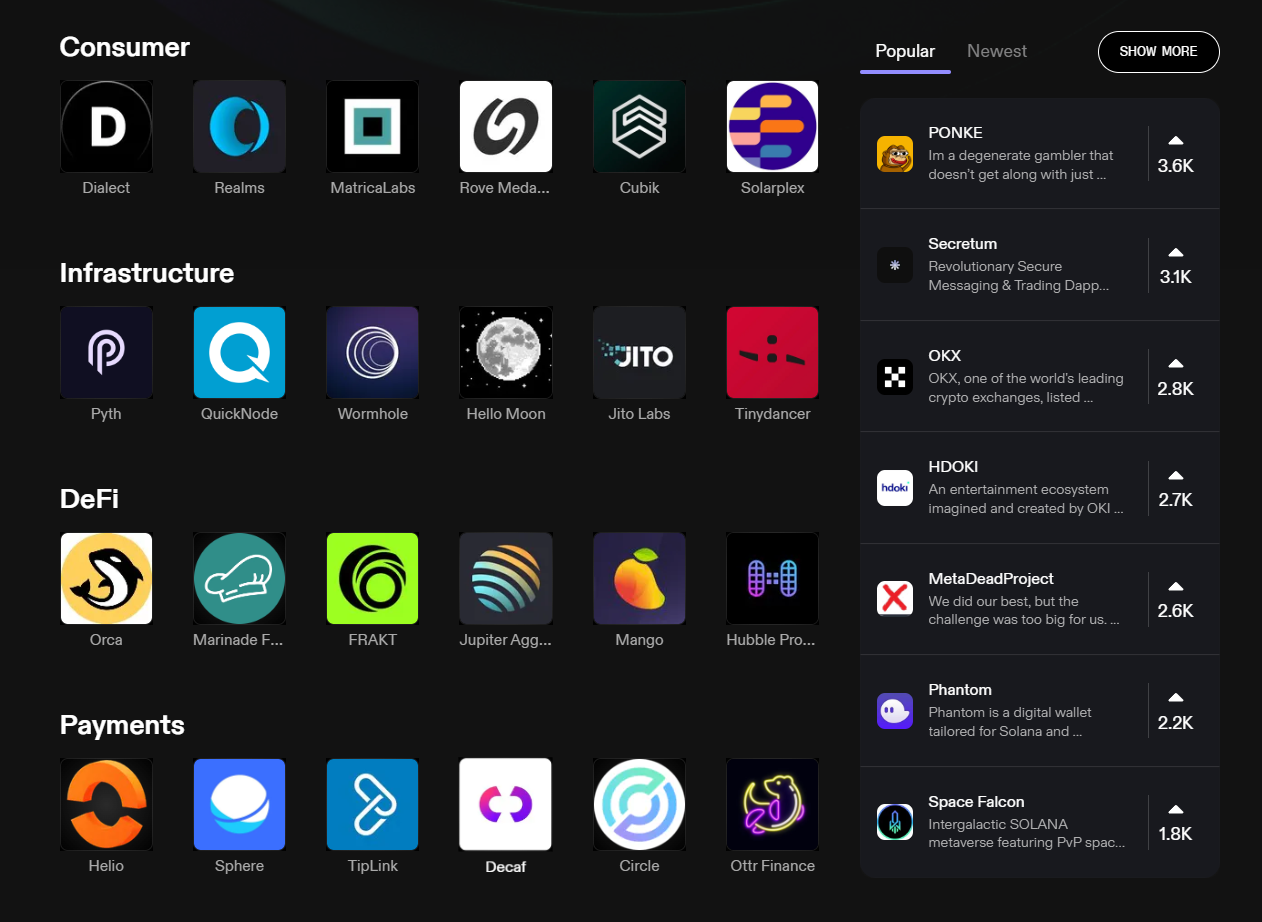 Consumer
D
Dialect
Realms
MatricaLabs
Rove Meda...
Cubik
Solarplex
Infrastructure
Pyth
QuickNode
Wormhole
Hello Moon
JITO
Jito Labs
Tinydancer
DeFi
Orca
Marinade F...
FRAKT
Jupiter Agg...
Mango
Hubble Pro...
Payments
Helio
Sphere
TipLink
Decaf
Circle
Ottr Finance
Popular
Newest
SHOW MORE
PONKE
Im a degenerate gambler that
doesn't get along with just ...
3.6K
Secretum
Revolutionary Secure
Messaging & Trading Dapp...
3.1K
OKX
OKX, one of the world's leading
crypto exchanges, listed ...
2.8K
hdoki
HDOKI
An entertainment ecosystem
imagined and created by OKI ...
2.7K
MetaDeadProject
We did our best, but the
challenge was too big for us. ...
2.6K
Phantom
Phantom is a digital wallet
tailored for Solana and ...
2.2K
Space Falcon
Intergalactic SOLANA
metaverse featuring PvP spac...
1.8K